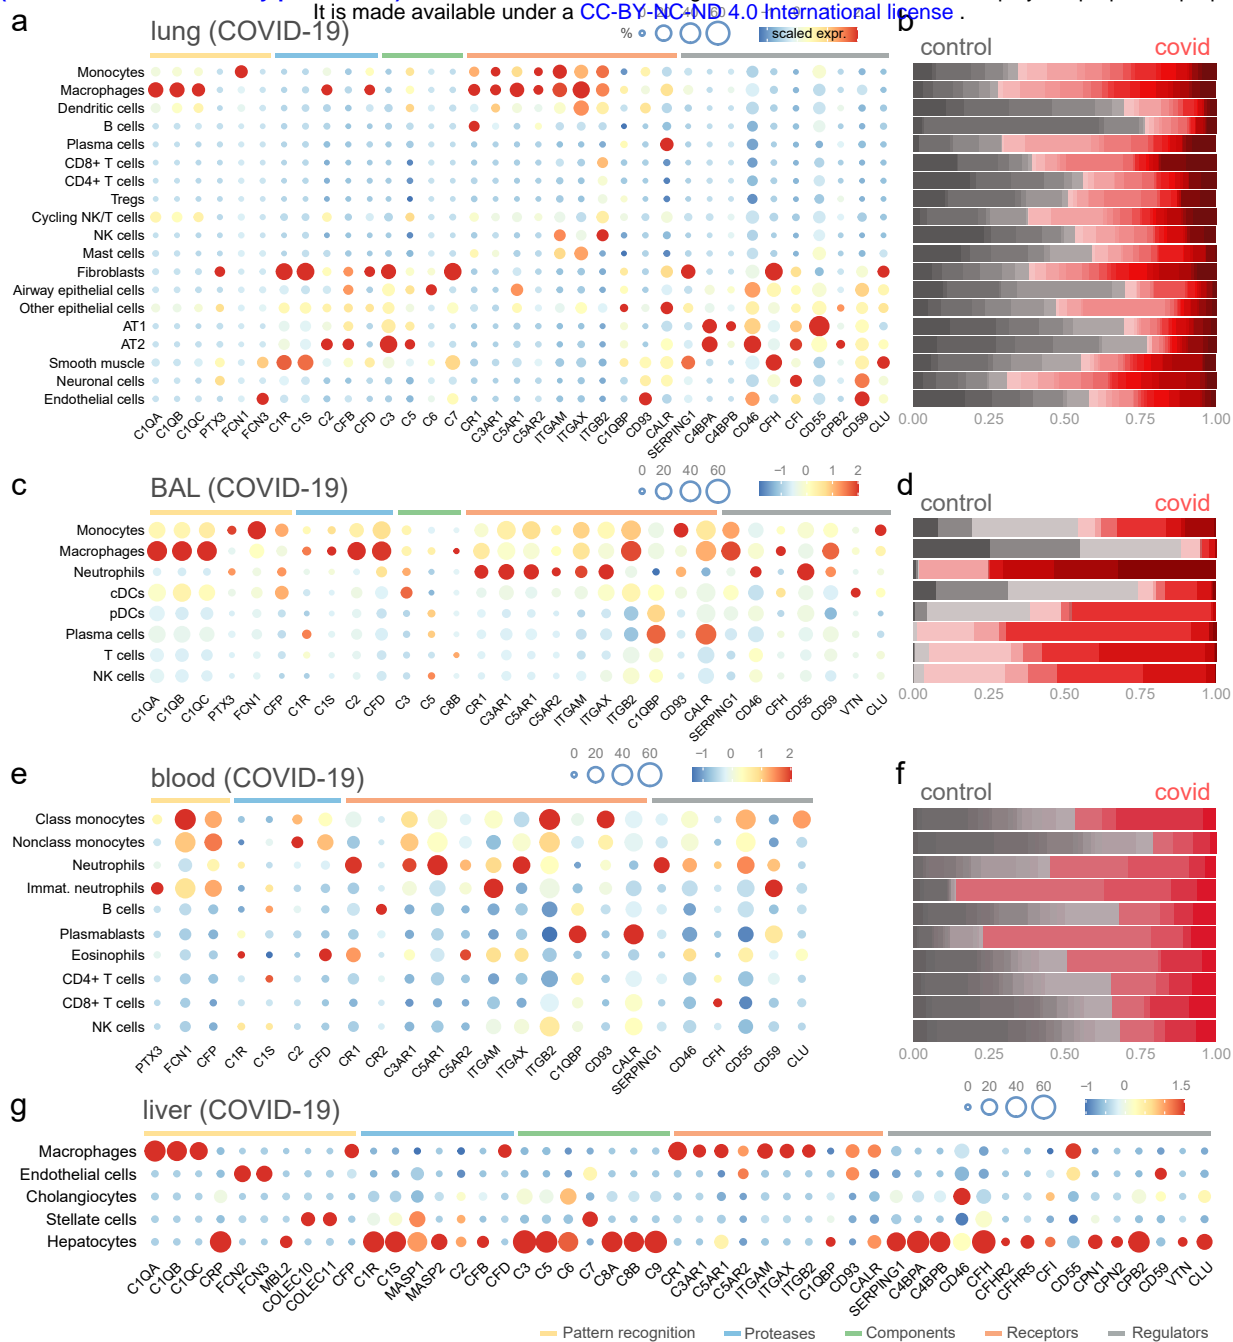 It is made available under a CC-BY-NC-ND 4.0 International license .
a
lung (COVID-19)
% 0 20 40 60
scaled expr.
Monocytes
Macrophages
Dendritic cells
B cells
Plasma cells
CD8+ T cells
CD4+ T cells
Tregs
Cycling NK/T cells
NK cells
Mast cells
Fibroblasts
Airway epithelial cells
Other epithelial cells
AT1
AT2
Smooth muscle
Neuronal cells
Endothelial cells
C1QA C1QB C1QC PTX3 FCN1 FCN3 C1R C1S C2 CFB CFD C3 C5 C6 C7 CR1 C3AR1 C5AR1 C5AR2 ITGAM ITGAX ITGB2 C1QBP CD93 CALR SERPING1 C4BPA C4BPB CD46 CFH CFI CD55 CPB2 CD59 CLU
b
control covid
0.00 0.25 0.50 0.75 1.00
c
BAL (COVID-19)
0 20 40 60
−1 0 1 2
Monocytes
Macrophages
Neutrophils
cDCs
pDCs
Plasma cells
T cells
NK cells
C1QA C1QB C1QC PTX3 FCN1 CFP C1R C1S C2 CFD C3 C5 C8B CR1 C3AR1 C5AR1 C5AR2 ITGAM ITGAX ITGB2 C1QBP CD93 CALR SERPING1 CD46 CFH CD55 CD59 VTN CLU
d
control covid
0.00 0.25 0.50 0.75 1.00
e
blood (COVID-19)
0 20 40 60
−1 0 1 2
Class monocytes
Nonclass monocytes
Neutrophils
Immat. neutrophils
B cells
Plasmablasts
Eosinophils
CD4+ T cells
CD8+ T cells
NK cells
PTX3 FCN1 CFP C1R C1S C2 CFD CR1 CR2 C3AR1 C5AR1 C5AR2 ITGAM ITGAX ITGB2 C1QBP CD93 CALR SERPING1 CD46 CFH CD55 CD59 CLU
f
control covid
0.00 0.25 0.50 0.75 1.00
g
liver (COVID-19)
0 20 40 60
−1 0 1.5
Macrophages
Endothelial cells
Cholangiocytes
Stellate cells
Hepatocytes
C1QA C1QB C1QC CRP FCN2 FCN3 MBL2 COLEC10 COLEC11 CFP C1R C1S MASP1 MASP2 C2 CFB CFD C3 C5 C6 C7 C8A C8B C9 CR1 C3AR1 C5AR1 C5AR2 ITGAM ITGAX ITGB2 C1QBP CD93 CALR SERPING1 C4BPA C4BPB CD46 CFH CFHR2 CFHR5 CFI CD55 CPN1 CPN2 CPB2 CD59 VTN CLU
Pattern recognition Proteases Components Receptors Regulators